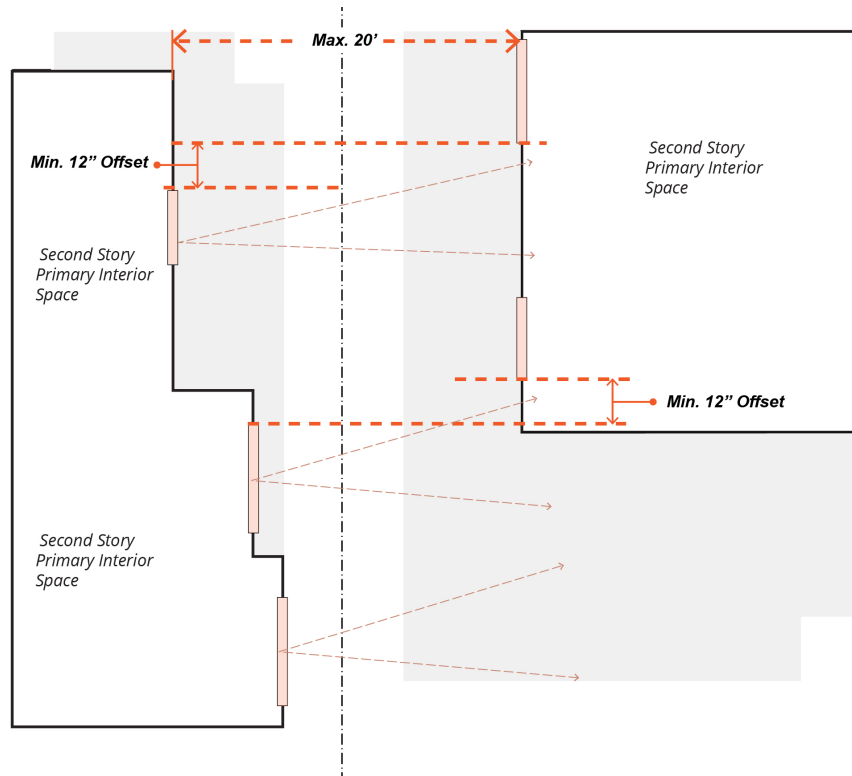 Max. 20’
Min. 12” Offset
Second Story
Primary Interior
Space
Second Story
Primary Interior
Space
Min. 12” Offset
Second Story
Primary Interior
Space